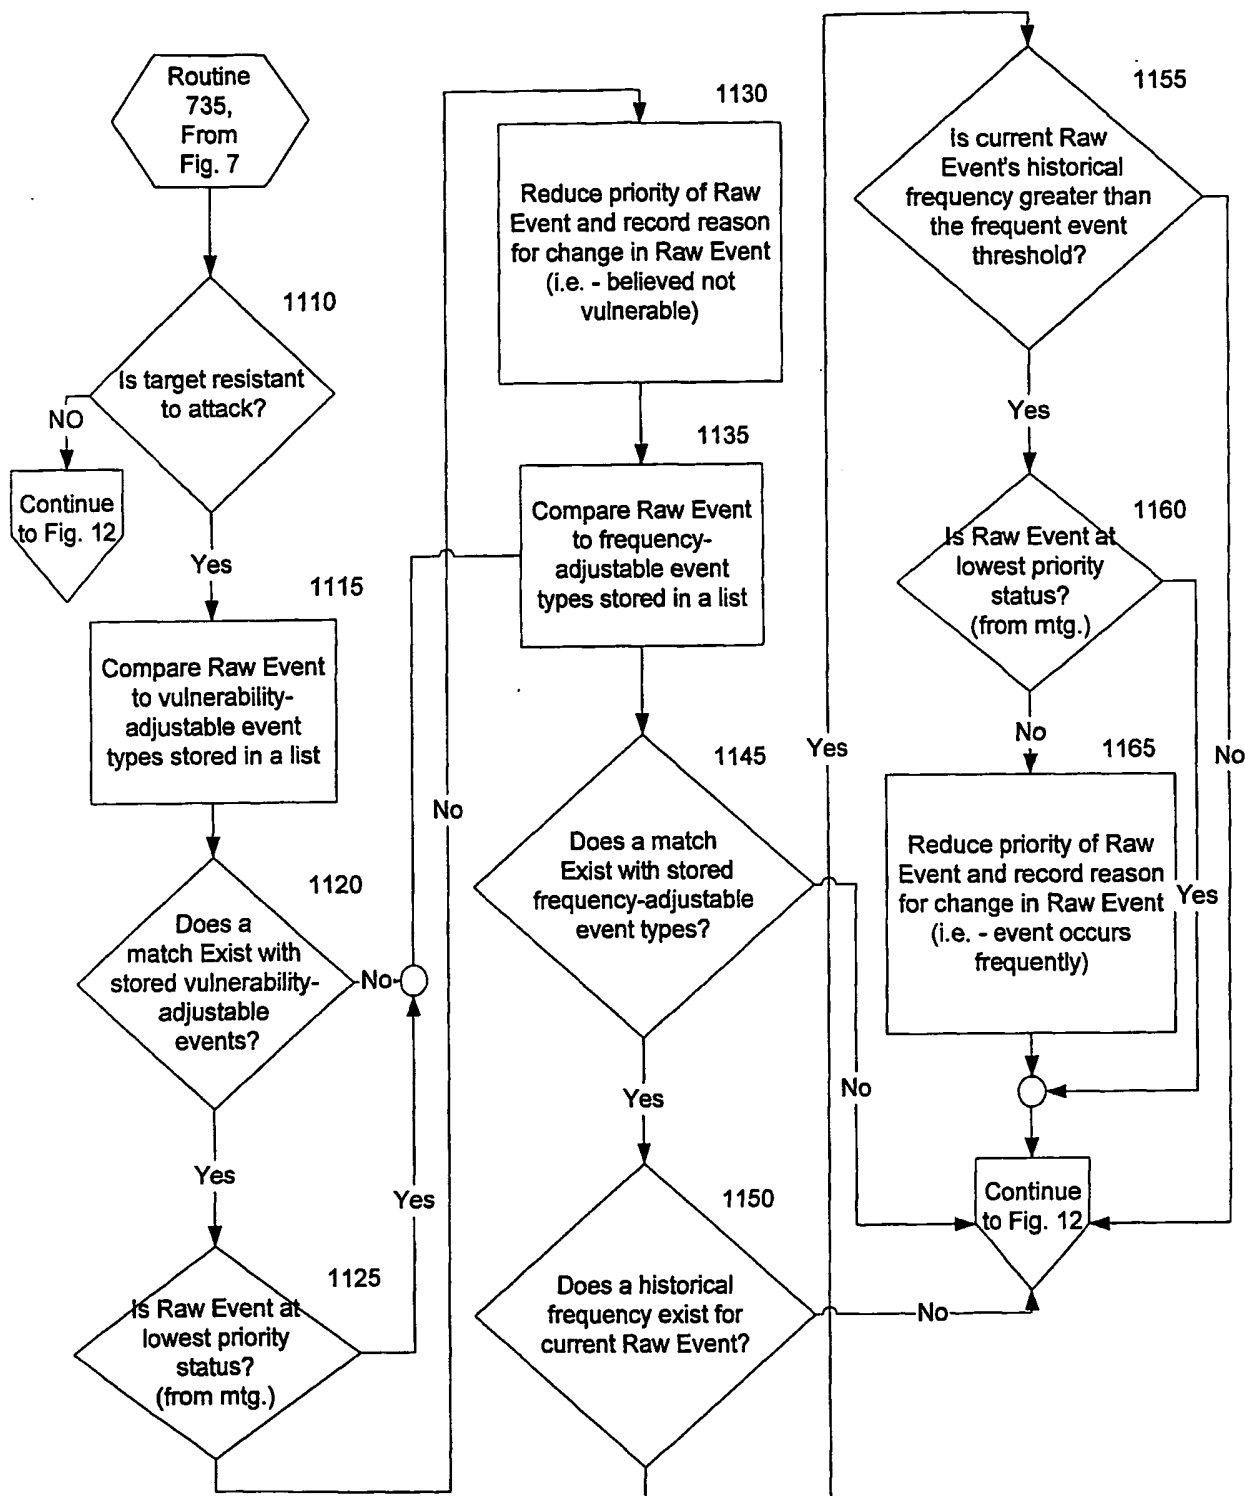 Routine
735,
From
Fig. 7
1110
Is target resistant
to attack?
NO
Continue
to Fig. 12
Yes
1115
Compare Raw Event
to vulnerability-
adjustable event
types stored in a list
1120
Does a
match Exist with
stored vulnerability-
adjustable
events?
No
Yes
Yes
1125
Is Raw Event at
lowest priority
status?
(from mtg.)
No
1130
Reduce priority of Raw
Event and record reason
for change in Raw Event
(i.e. - believed not
vulnerable)
1135
Compare Raw Event
to frequency-
adjustable event
types stored in a list
1145
Does a match
Exist with stored
frequency-adjustable
event types?
No
Yes
1150
Does a historical
frequency exist for
current Raw Event?
No
Yes
1155
Is current Raw
Event's historical
frequency greater than
the frequent event
threshold?
Yes
No
1160
Is Raw Event at
lowest priority
status?
(from mtg.)
No
Yes
1165
Reduce priority of Raw
Event and record reason
for change in Raw Event
(i.e. - event occurs
frequently)
Continue
to Fig. 12